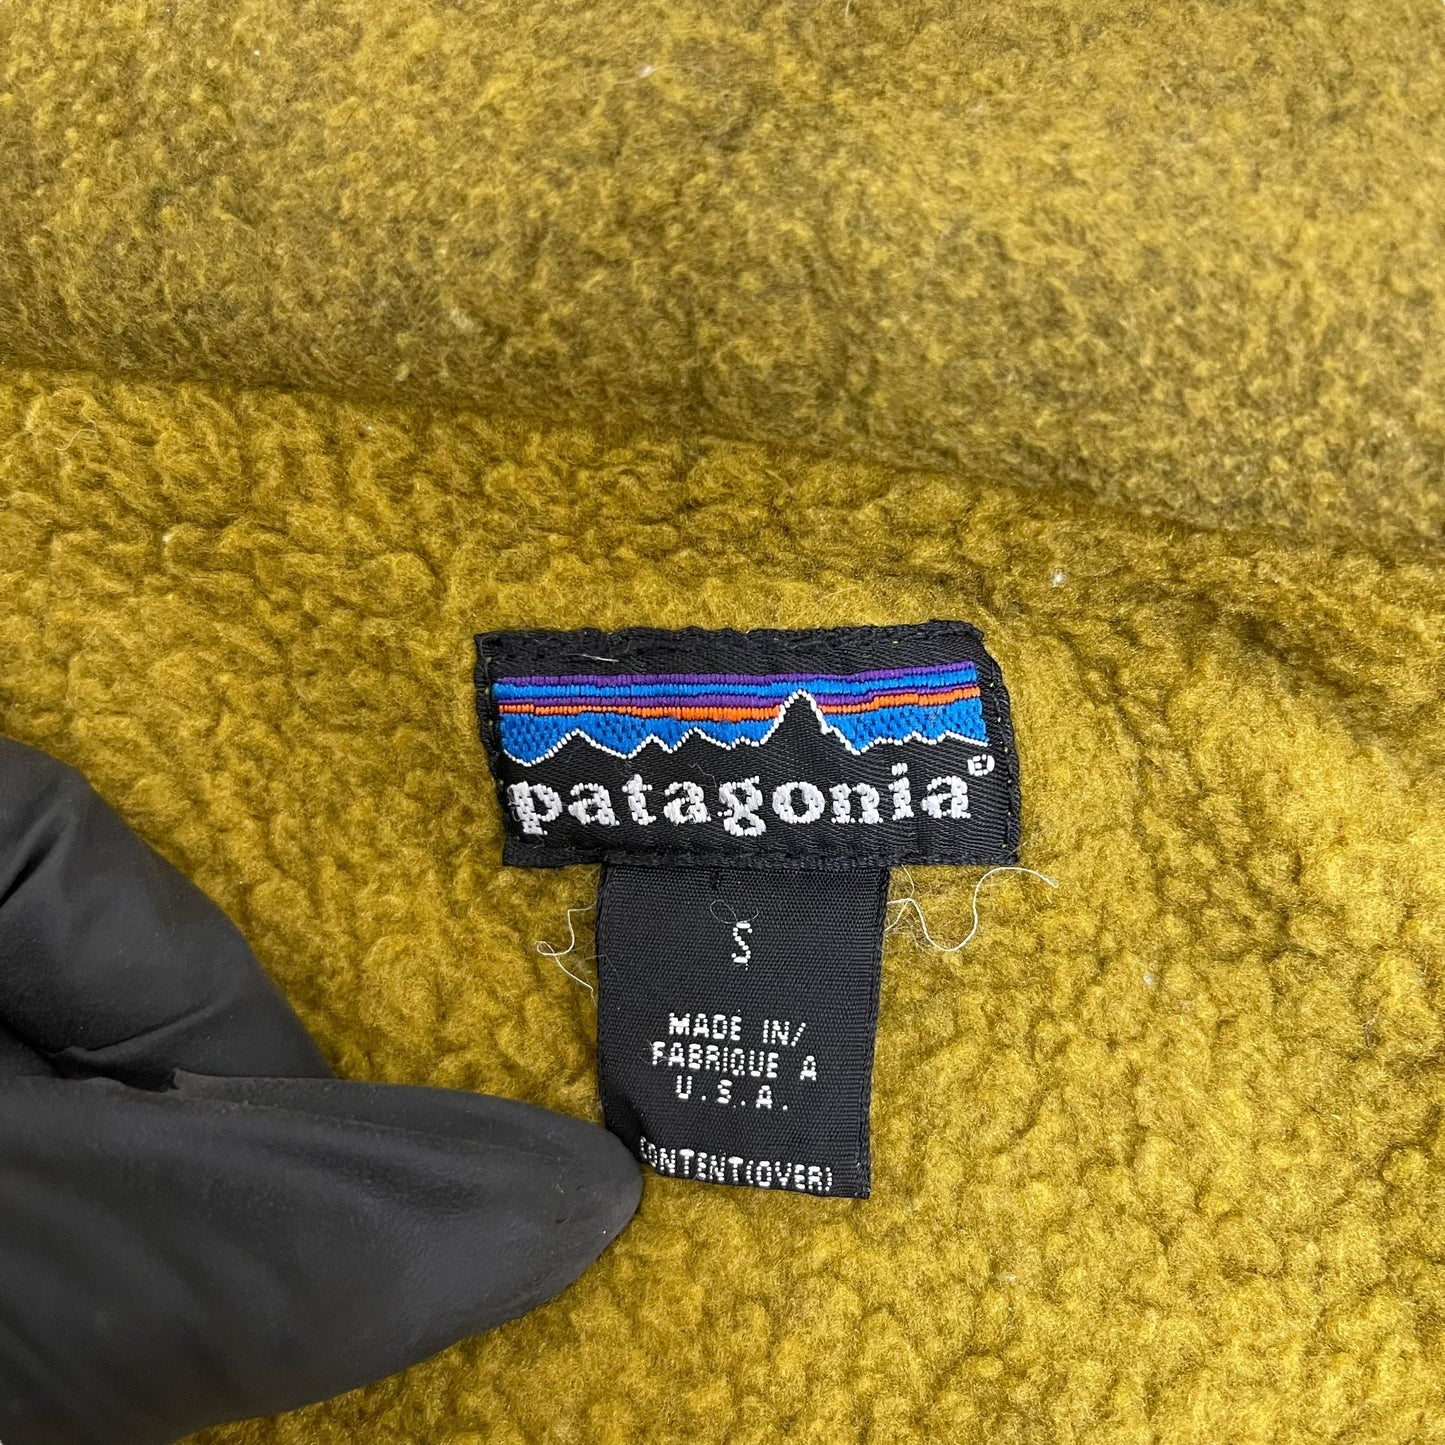 patagonia®
S
MADE IN/
FABRIQUE A
U.S.A.
CONTENT(OVER)